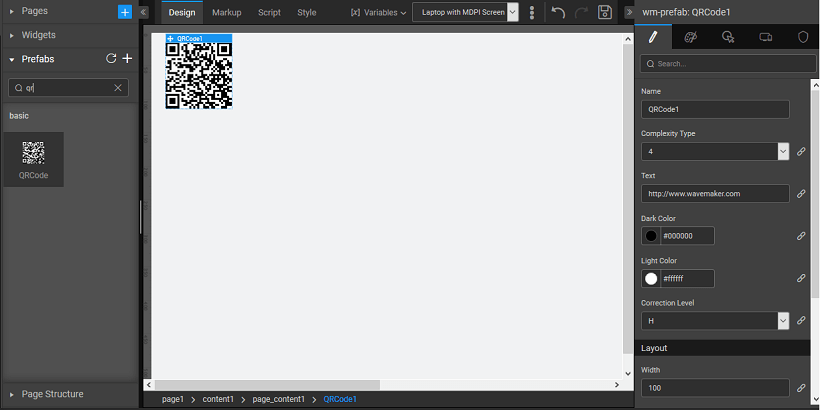 Pages
Widgets
Prefabs
qr
basic
QRCode
Page Structure
Design
Markup
Script
Style
[x] Variables
Laptop with MDPI Screen
QRCode1
page1 > content1 > page_content1 > QRCode1
wm-prefab: QRCode1
Search...
Name
QRCode1
Complexity Type
4
Text
http://www.wavemaker.com
Dark Color
#000000
Light Color
#ffffff
Correction Level
H
Layout
Width
100